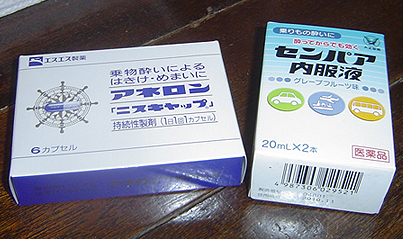 エスエス製薬
乗物酔いによる
はきけ・めまいに
アネロン
「ニスキャップ」
持続性製剤(1日1回1カプセル)
6カプセル
乗りもの酔いに
酔ってからでも効く
センパア
内服液
グレープフルーツ味
20mL×2本
医薬品
4987306029521